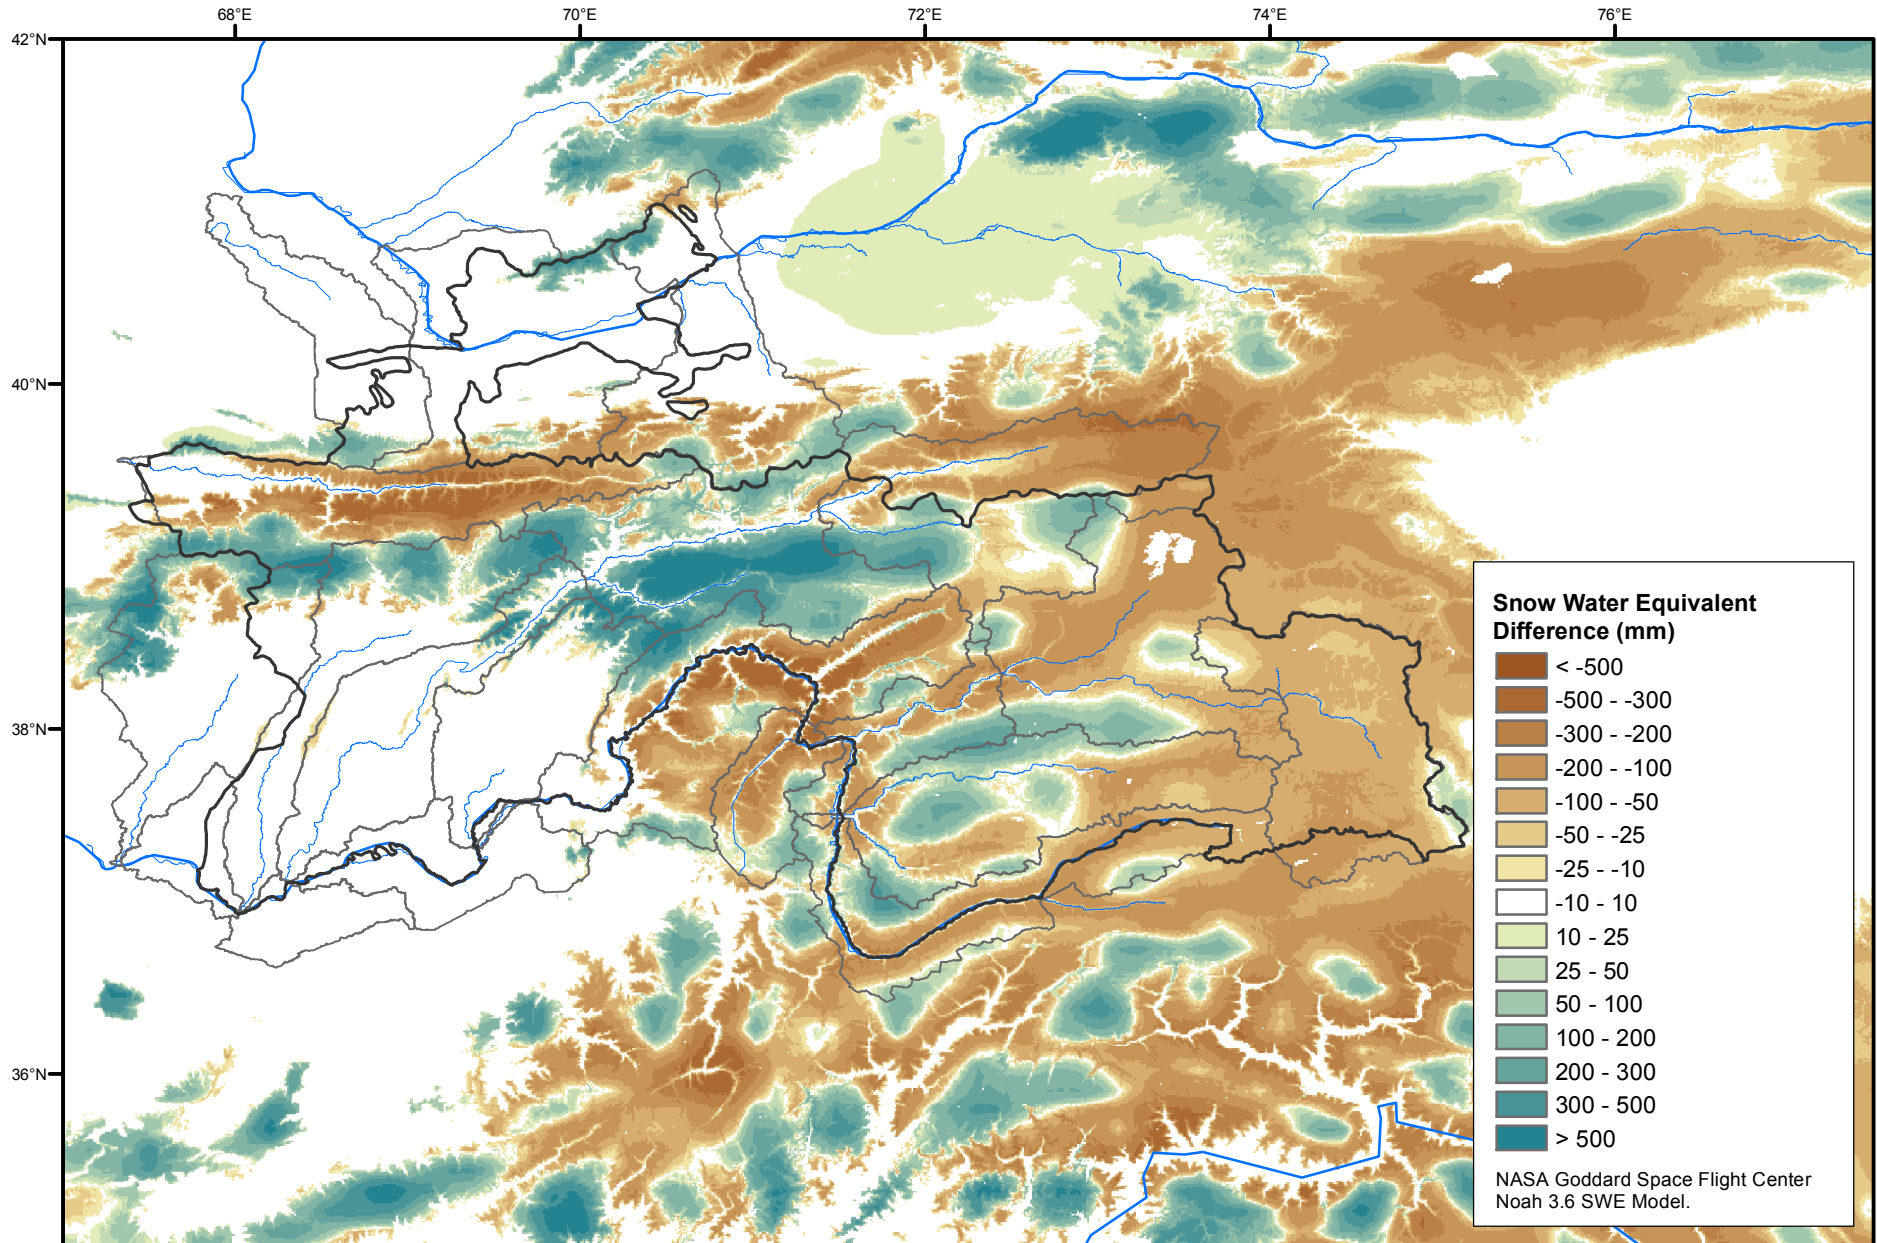 68°E 70°E 72°E 74°E 76°E
42°N
40°N
38°N
36°N
Snow Water Equivalent
Difference (mm)
< -500
-500 - -300
-300 - -200
-200 - -100
-100 - -50
-50 - -25
-25 - -10
-10 - 10
10 - 25
25 - 50
50 - 100
100 - 200
200 - 300
300 - 500
> 500
NASA Goddard Space Flight Center
Noah 3.6 SWE Model.